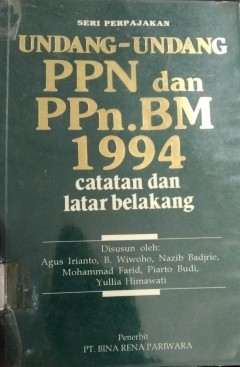 SERI PERPAJAKAN
UNDANG-UNDANG
PPN dan
PPn.BM
1994
catatan dan
latar belakang
Disusun oleh:
Agus Irianto, B. Wiwoho, Nazib Badjrie,
Mohammad Farid, Piarto Budi,
Yullia Himawati
Penerbit
PT. BINA RENA PARIWARA